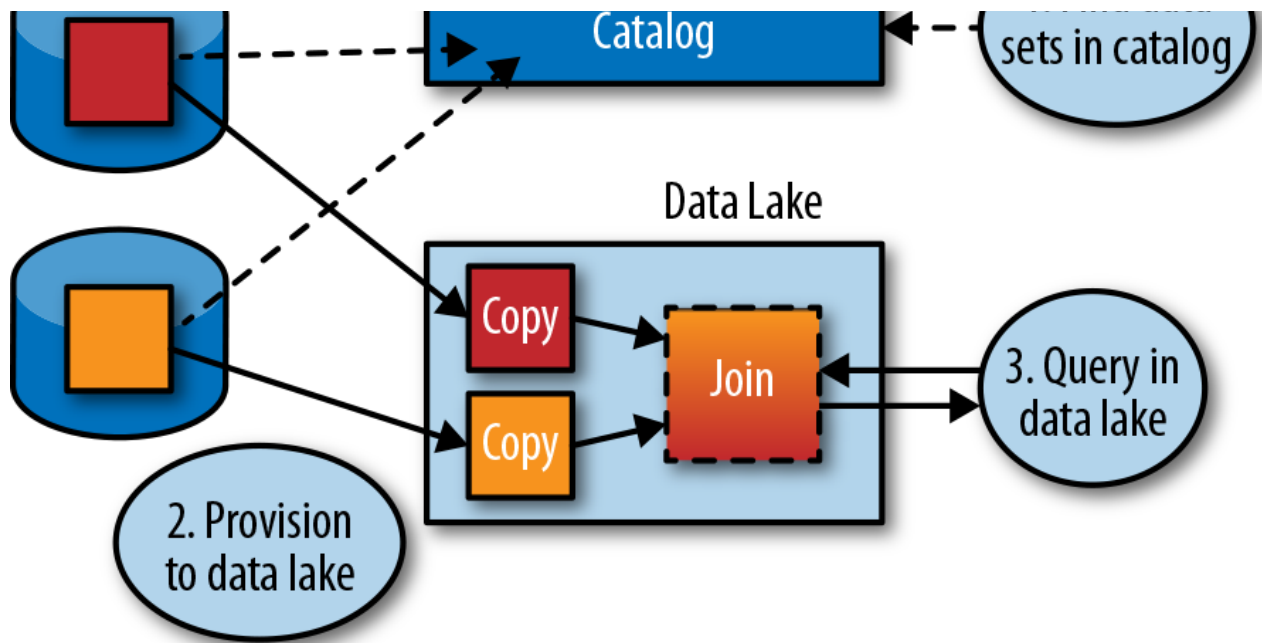 Catalog
sets in catalog
Data Lake
Copy
Join
Copy
3. Query in
data lake
2. Provision
to data lake